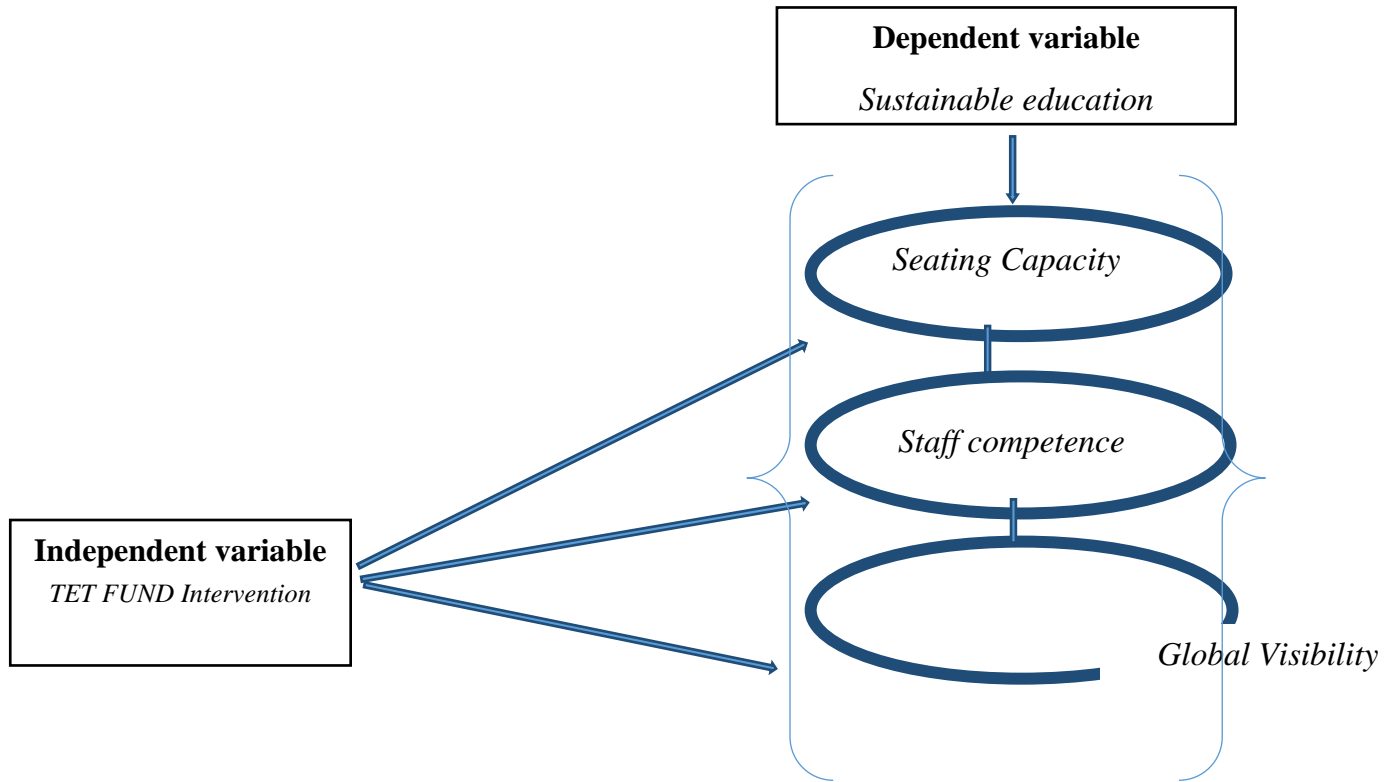 Dependent variable
Sustainable education
Seating Capacity
Staff competence
Independent variable
TET FUND Intervention
Global Visibility